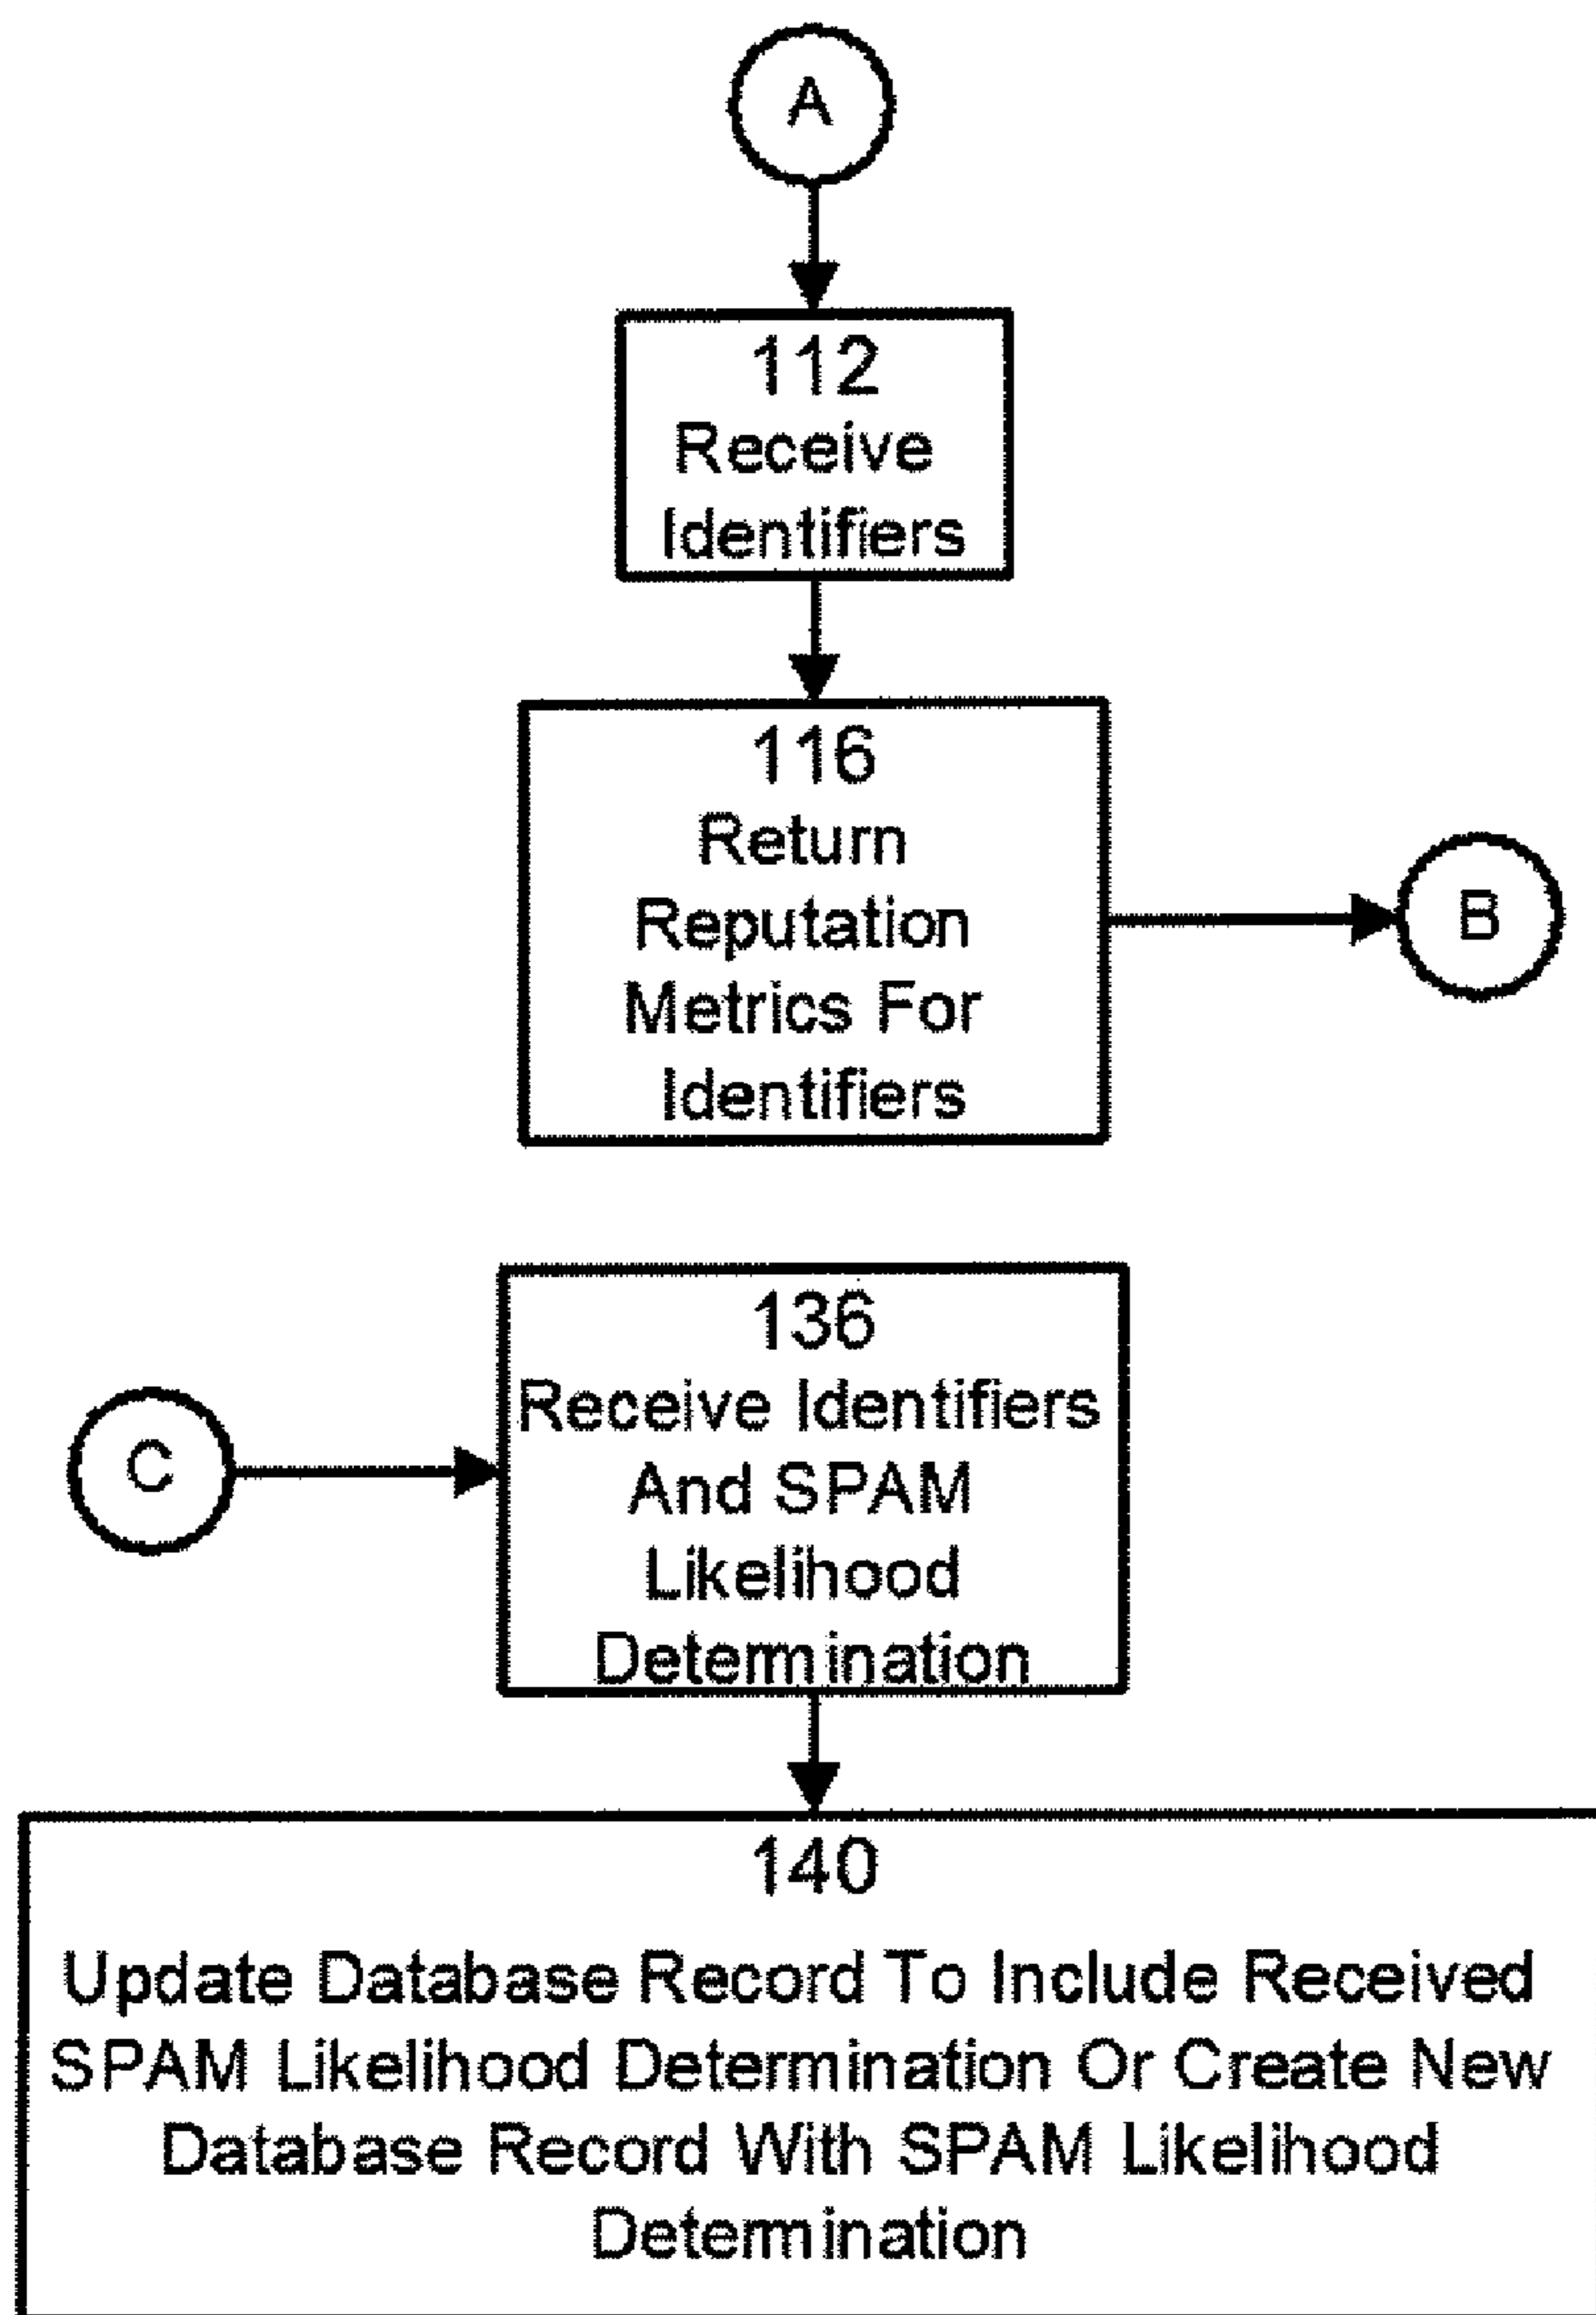 A
112
Receive
Identifiers
116
Return
Reputation
Metrics For
Identifiers
B
136
Receive Identifiers
And SPAM
Likelihood
Determination
C
140
Update Database Record To Include Received
SPAM Likelihood Determination Or Create New
Database Record With SPAM Likelihood
Determination